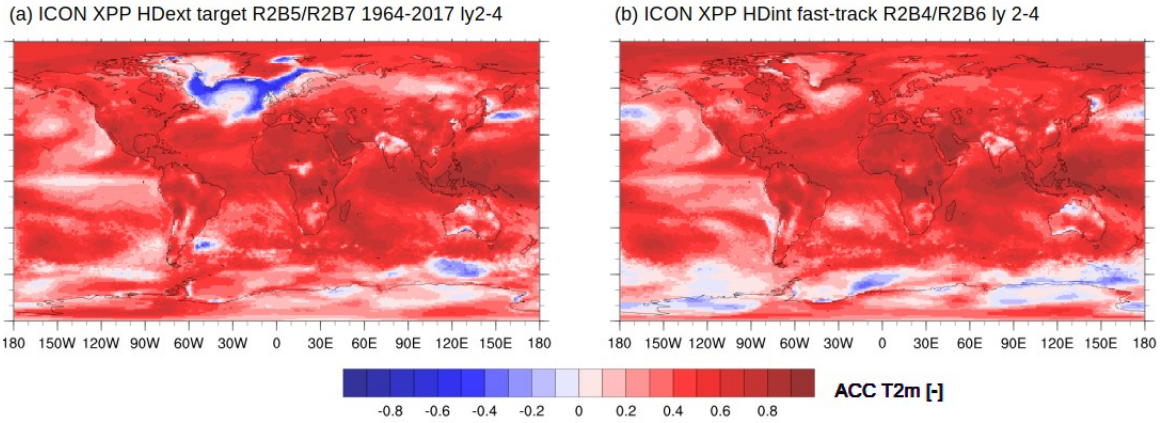 (a) ICON XPP HDext target R2B5/R2B7 1964-2017 ly2-4
(b) ICON XPP HDint fast-track R2B4/R2B6 ly 2-4
180 150W 120W 90W 60W 30W 0 30E 60E 90E 120E 150E 180
180 150W 120W 90W 60W 30W 0 30E 60E 90E 120E 150E 180
-0.8 -0.6 -0.4 -0.2 0 0.2 0.4 0.6 0.8
ACC T2m [-]